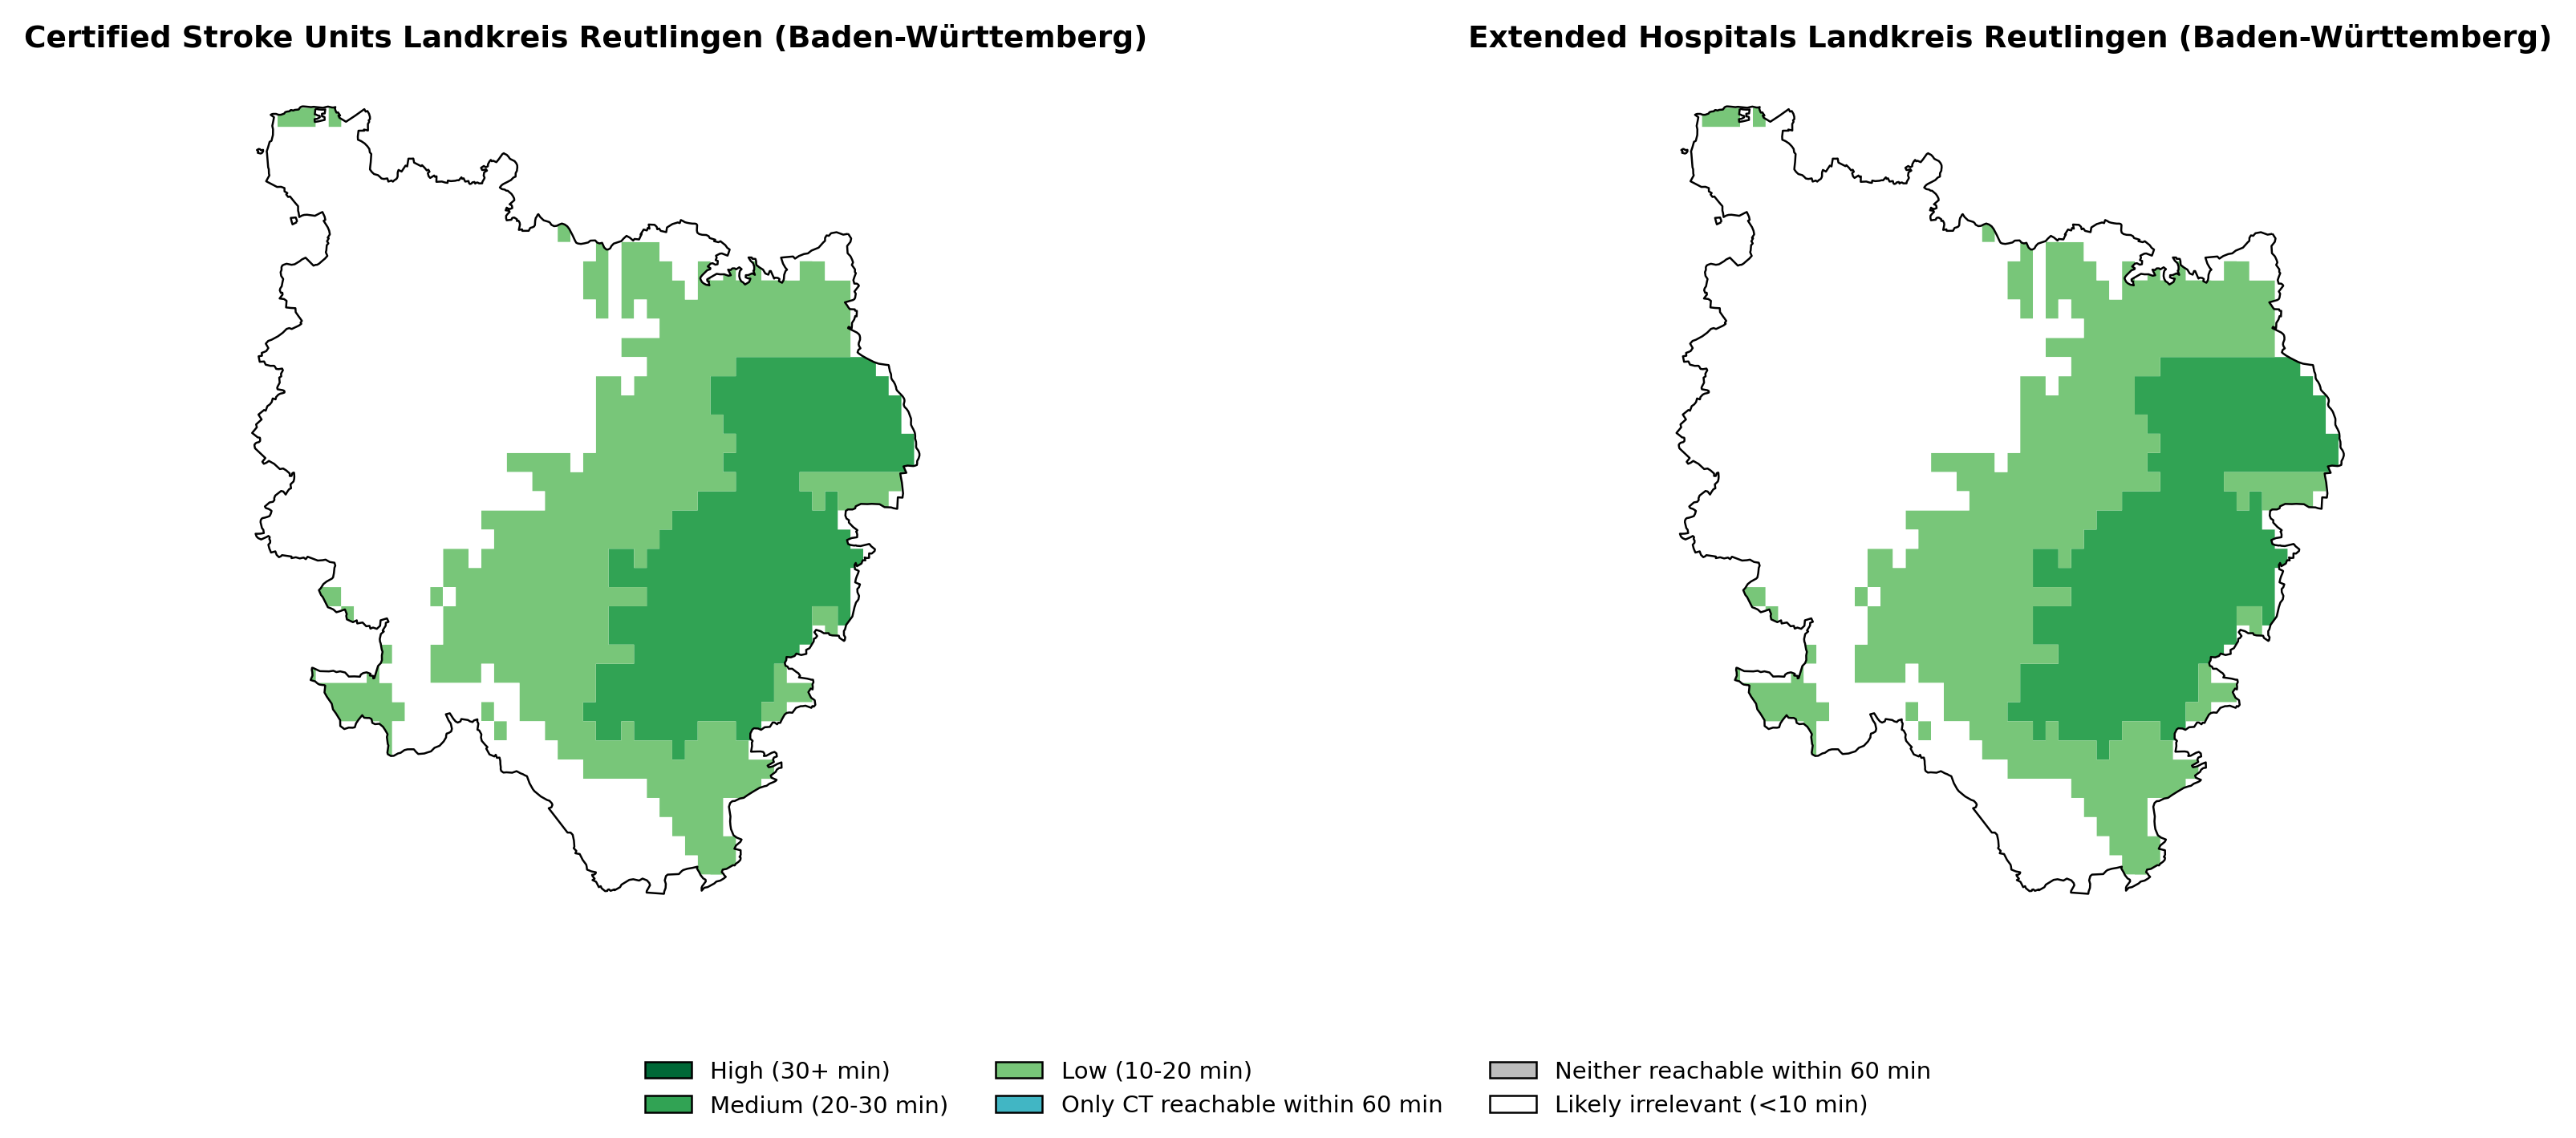 Certified Stroke Units Landkreis Reutlingen (Baden-Württemberg)
Extended Hospitals Landkreis Reutlingen (Baden-Württemberg)
High (30+ min)
Medium (20-30 min)
Low (10-20 min)
Only CT reachable within 60 min
Neither reachable within 60 min
Likely irrelevant (<10 min)